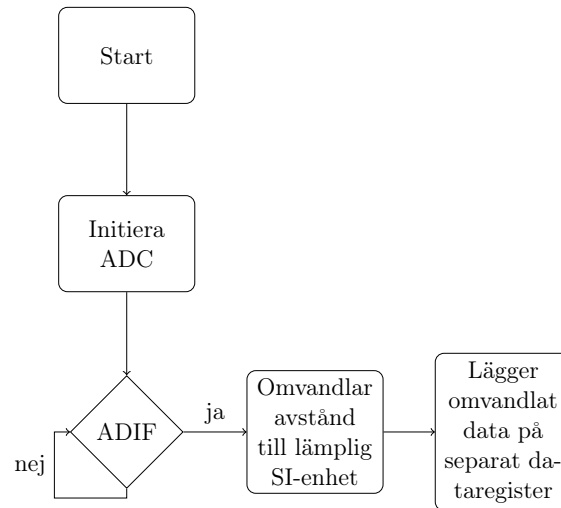 Start
Initiera
ADC
ADIF
ja
nej
Omvandlar
avstånd
till lämplig
SI-enhet
Lägger
omvandlat
data på
separat da-
taregister